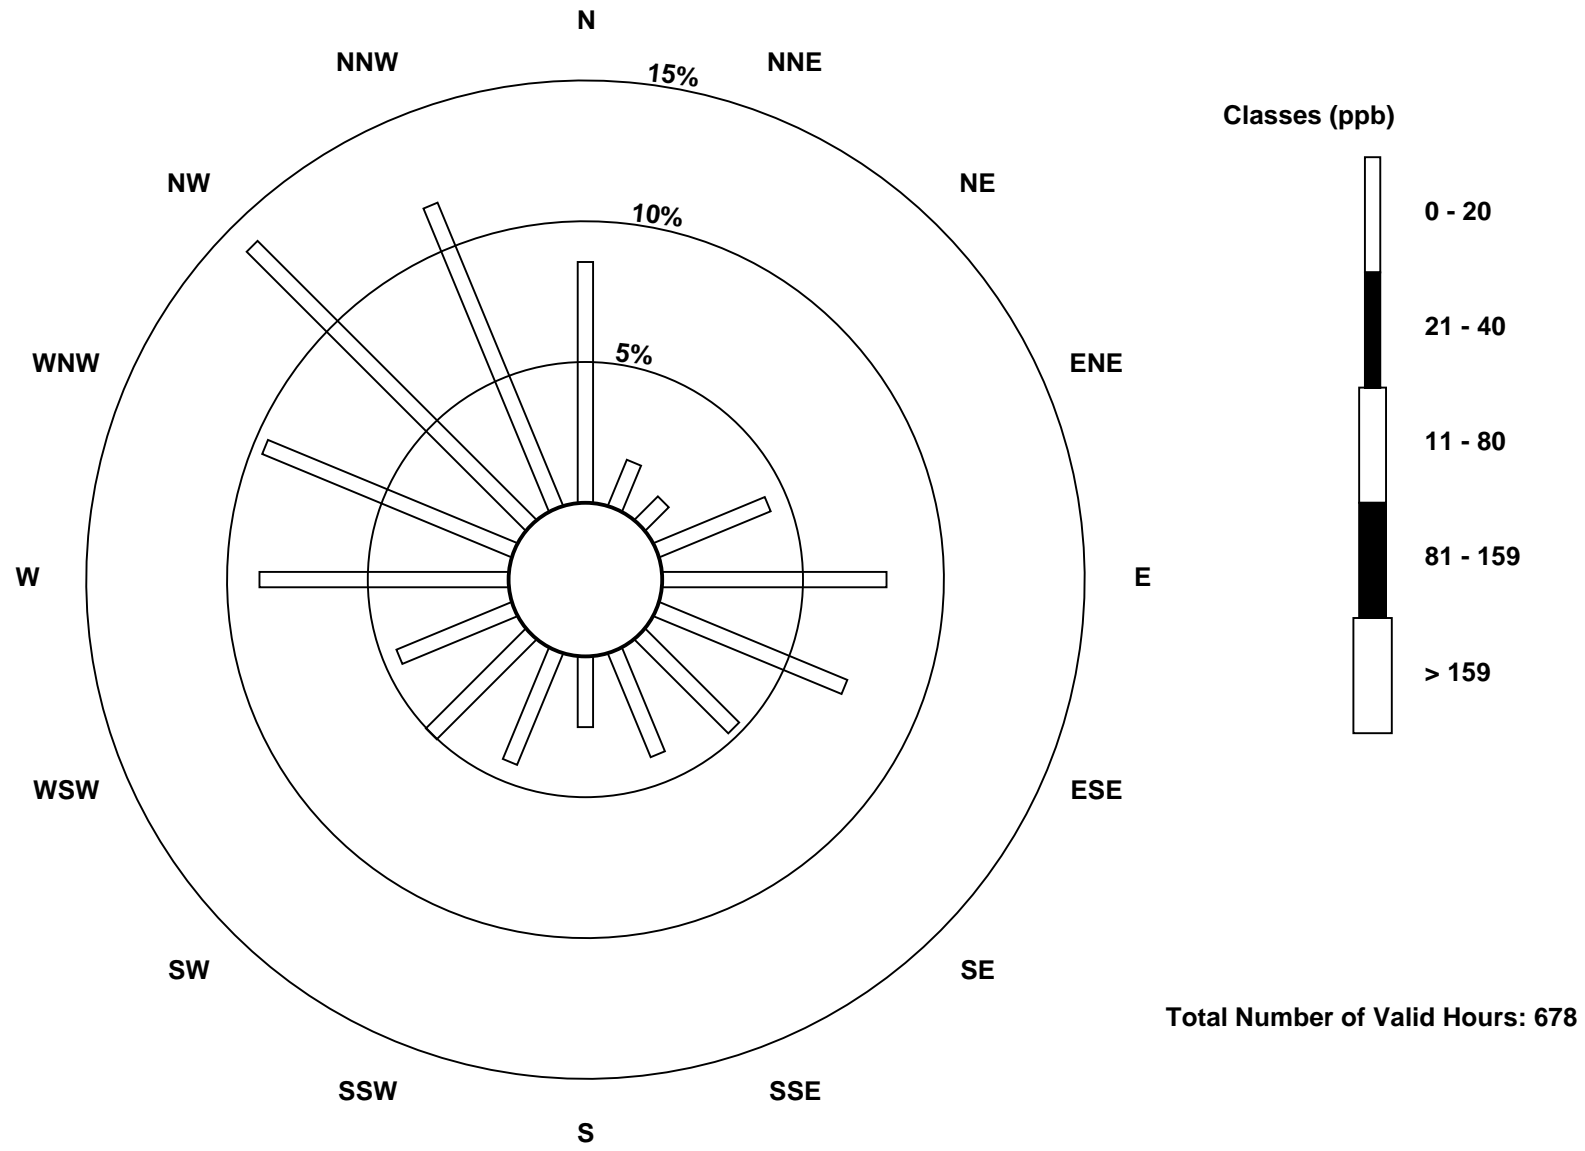 N
NNW
NNE
15%
Classes (ppb)
NW
NE
0 - 20
10%
21 - 40
5%
WNW
ENE
11 - 80
81 - 159
W
E
> 159
WSW
ESE
SW
SE
Total Number of Valid Hours: 678
SSW
SSE
S